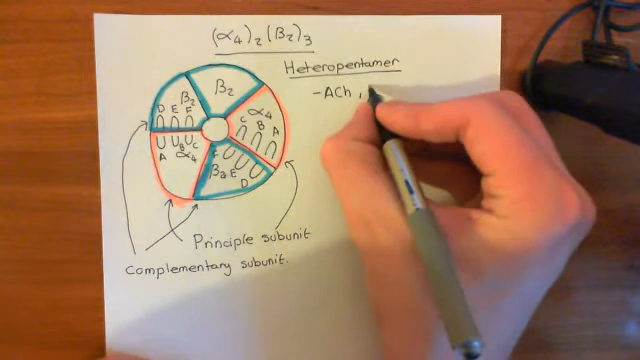 (α4)2(β2)3
Heteropentamer
-ACh,
β2
β2
D E F
α4
C B A
A B C
α4
F E D
β2
Principle subunit
Complementary subunit.